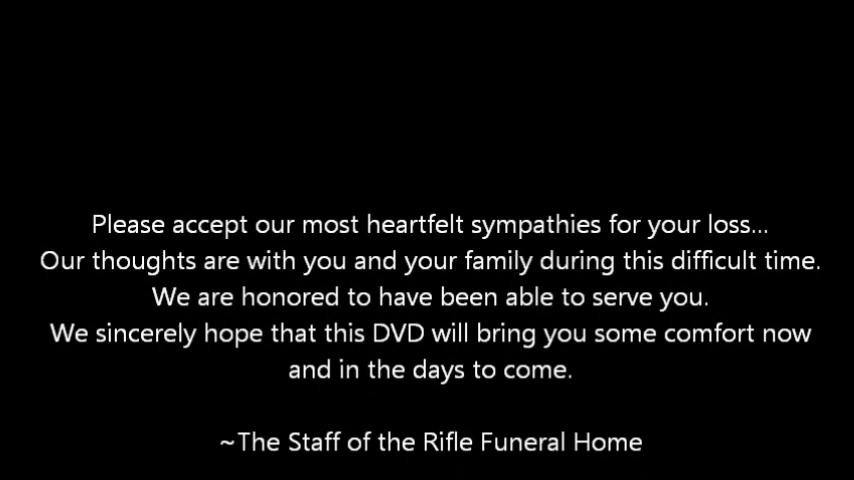 Please accept our most heartfelt sympathies for your loss...
Our thoughts are with you and your family during this difficult time.
We are honored to have been able to serve you.
We sincerely hope that this DVD will bring you some comfort now
and in the days to come.
~The Staff of the Rifle Funeral Home